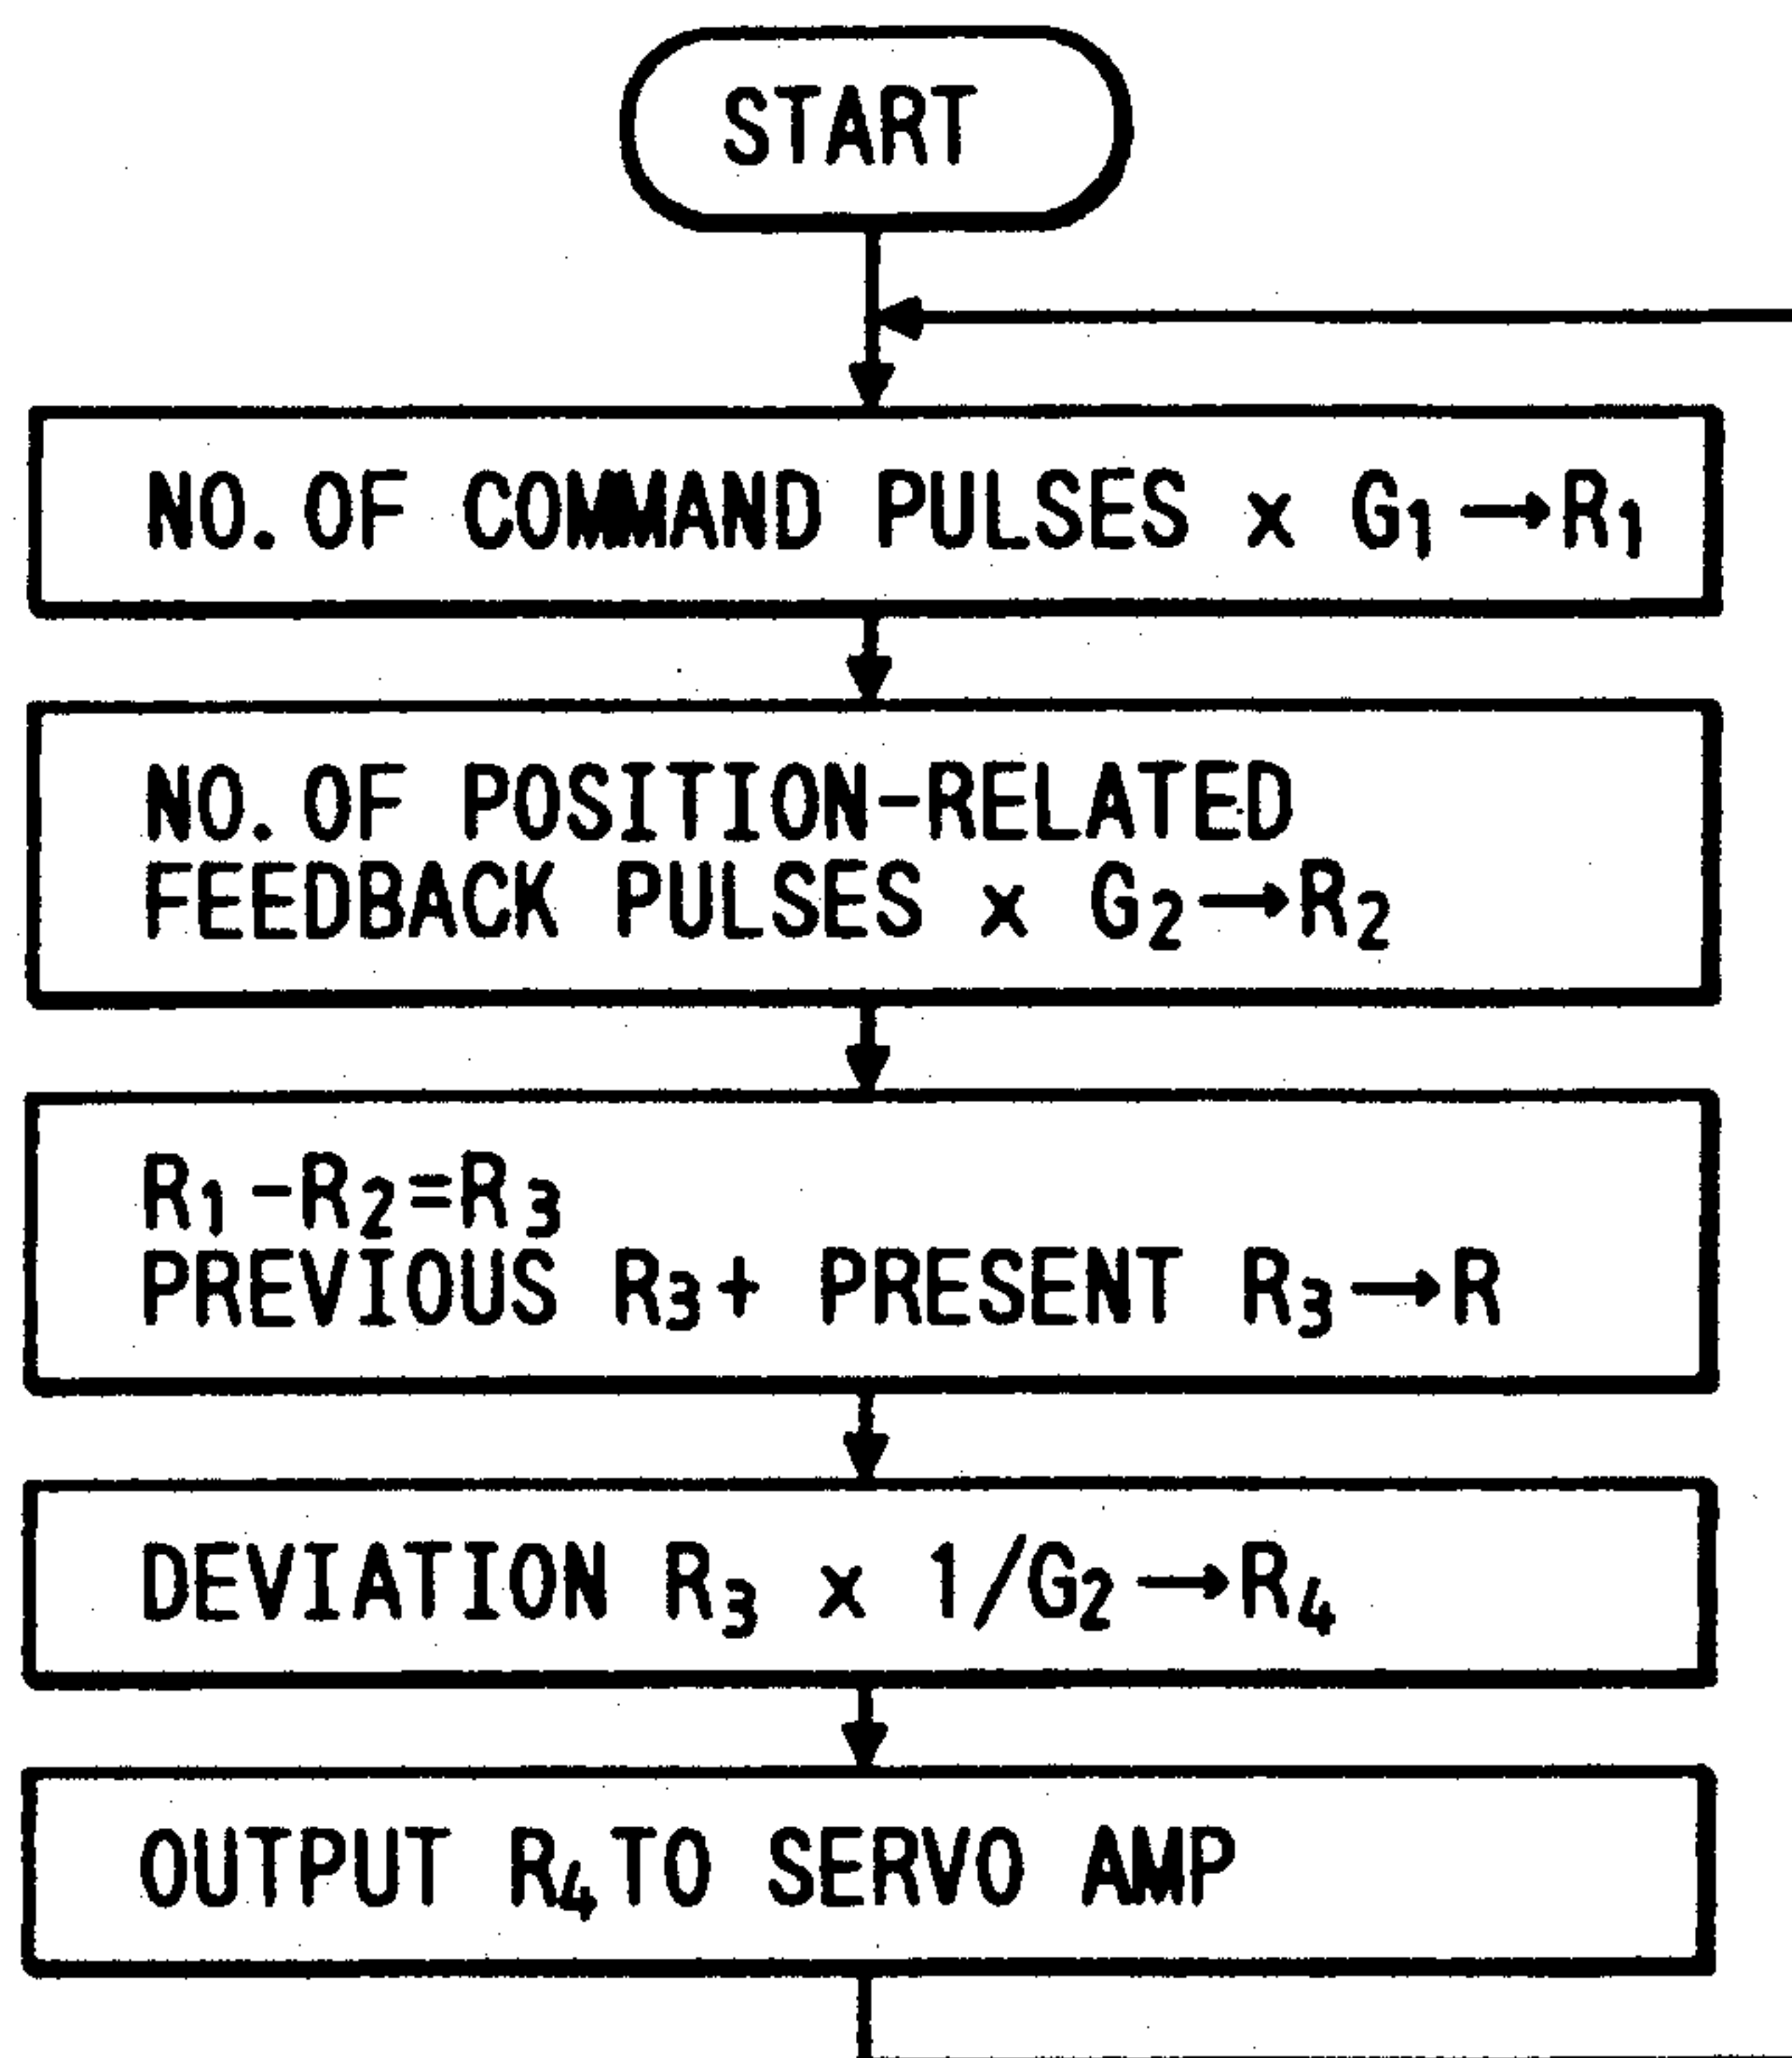 START
NO. OF COMMAND PULSES x G₁→R₁
NO. OF POSITION-RELATED
FEEDBACK PULSES x G₂→R₂
R₁-R₂=R₃
PREVIOUS R₃+ PRESENT R₃→R
DEVIATION R₃ x 1/G₂→R₄
OUTPUT R₄ TO SERVO AMP